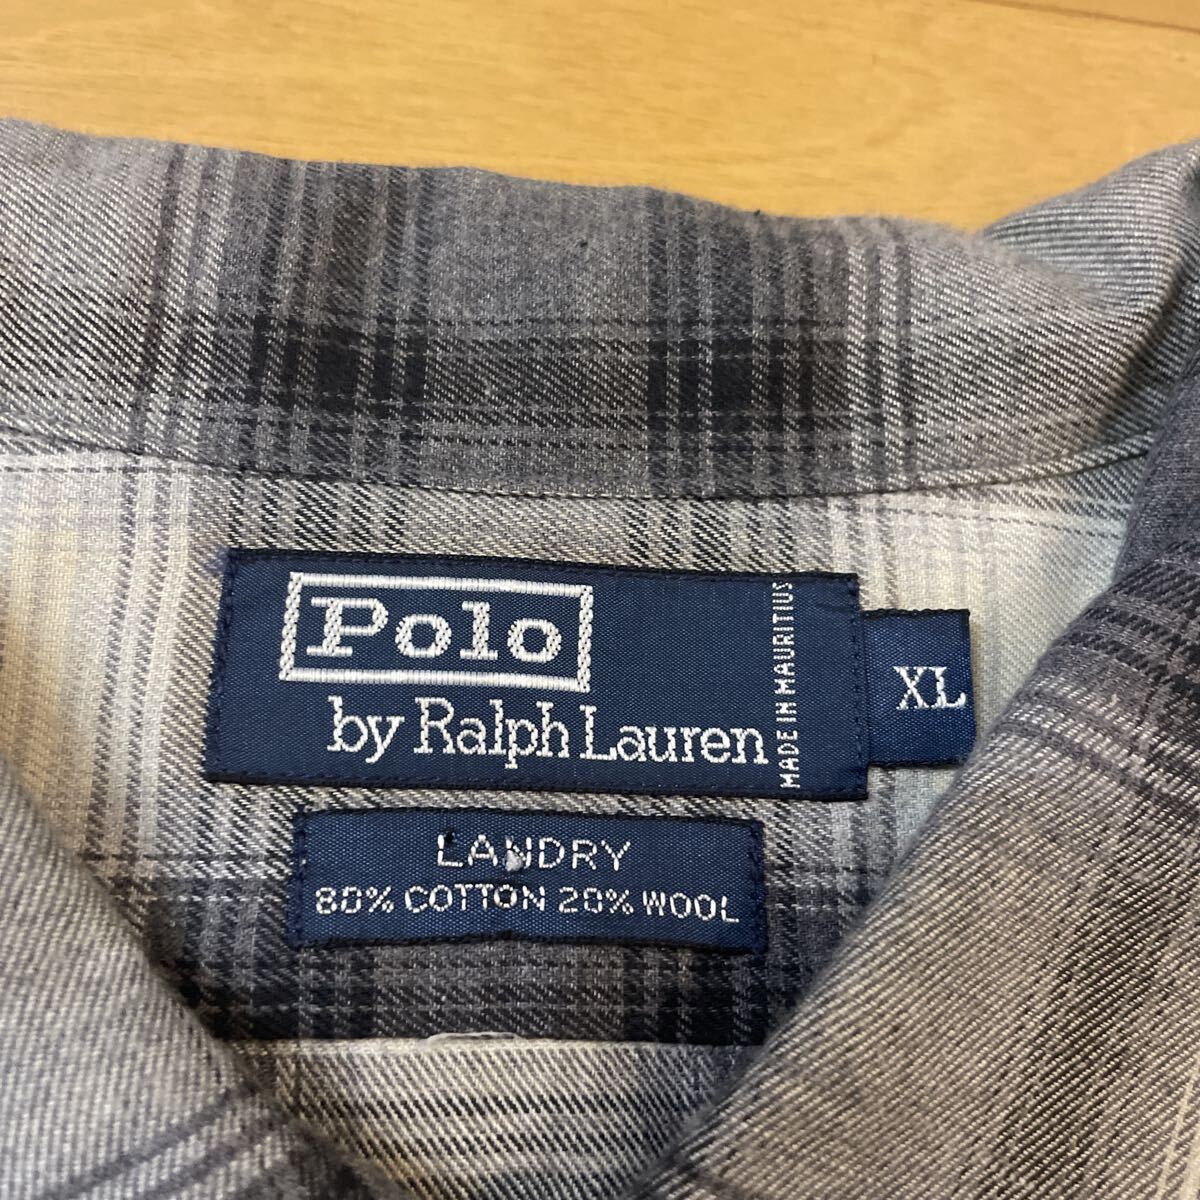 Polo
by Ralph Lauren
MADE IN MAURITIUS
XL
LANDRY
80% COTTON 20% WOOL